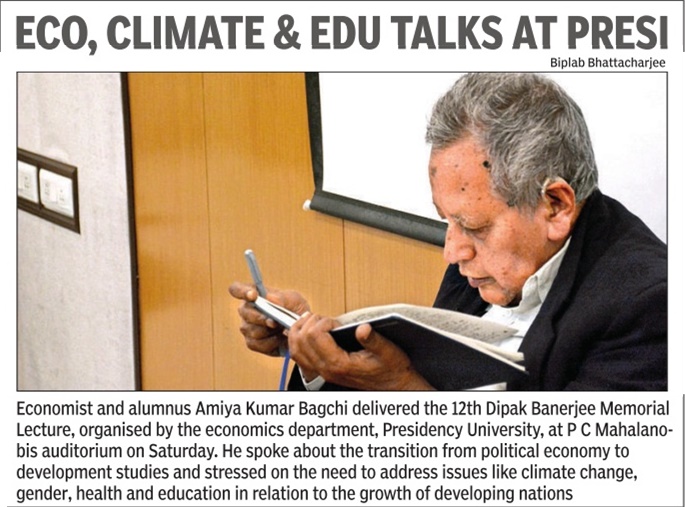 ECO, CLIMATE & EDU TALKS AT PRESI
Biplab Bhattacharjee
Economist and alumnus Amiya Kumar Bagchi delivered the 12th Dipak Banerjee Memorial
Lecture, organised by the economics department, Presidency University, at P C Mahalano-
bis auditorium on Saturday. He spoke about the transition from political economy to
development studies and stressed on the need to address issues like climate change,
gender, health and education in relation to the growth of developing nations